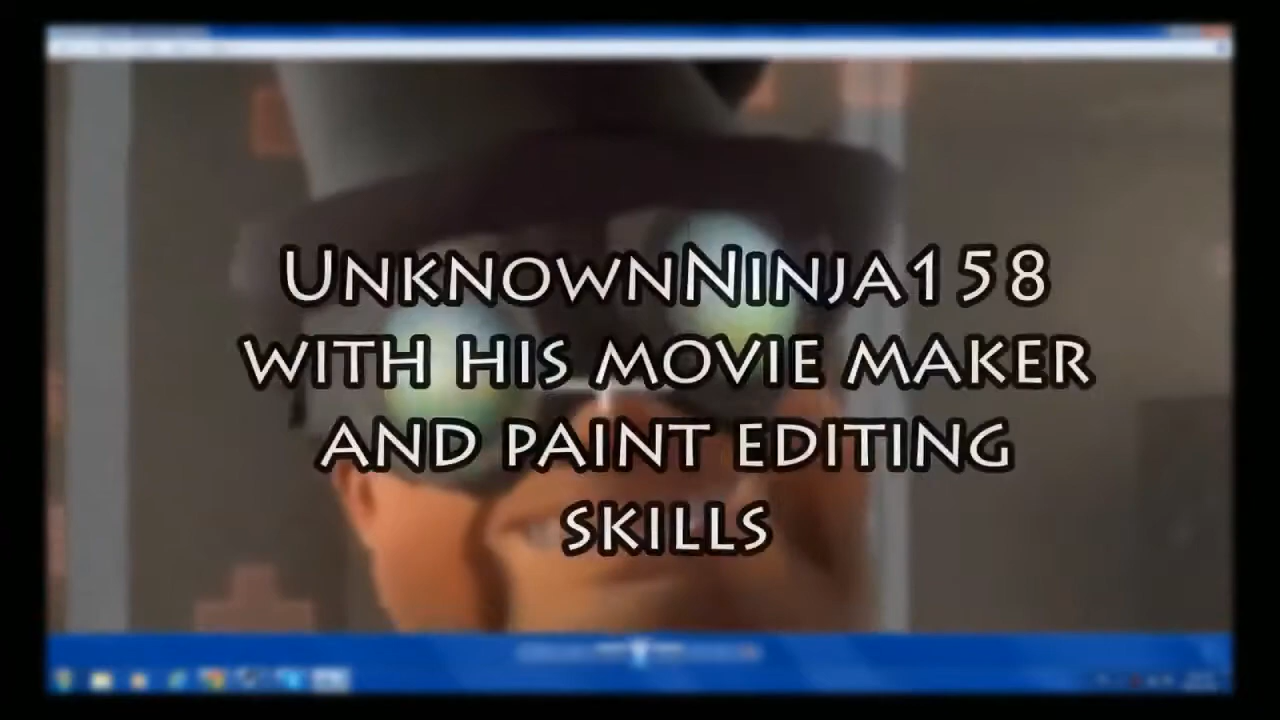 UnknownNinja158
with his movie maker
and paint editing
skills